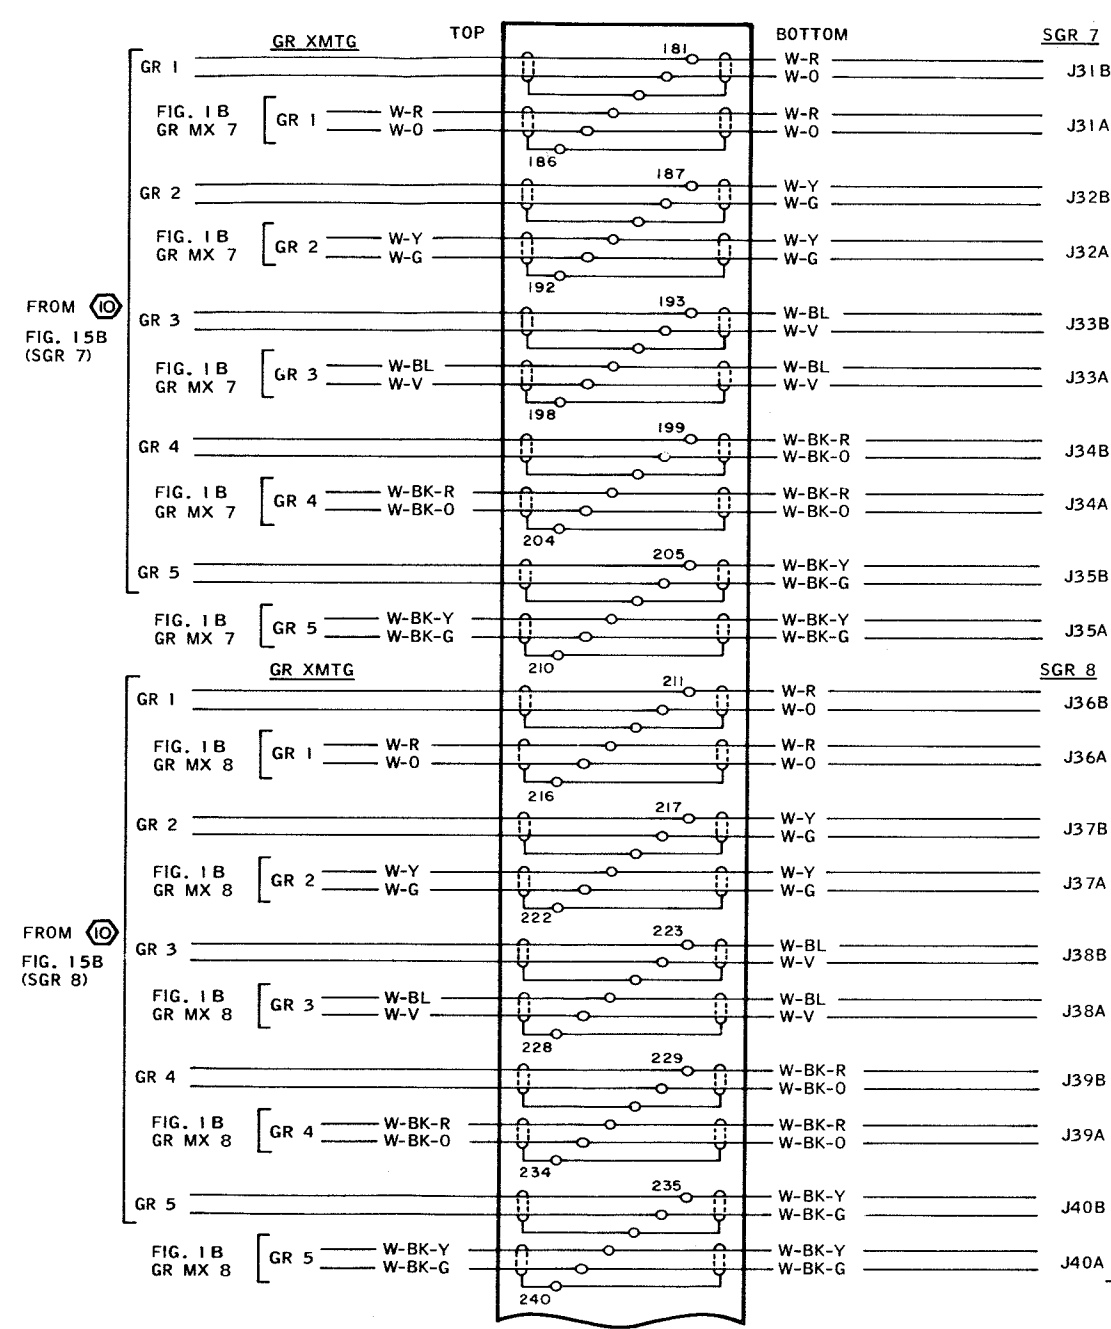 GR XMTG TOP BOTTOM SGR 7
GR 1 181 W-R J31B
W-O
FIG. 1B GR 1 W-R W-R J31A
GR MX 7 W-O W-O
186
GR 2 187 W-Y J32B
W-G
FIG. 1B GR 2 W-Y W-Y J32A
GR MX 7 W-G W-G
192
FROM 10
FIG. 15B
(SGR 7)
GR 3 193 W-BL J33B
W-V
FIG. 1B GR 3 W-BL W-BL J33A
GR MX 7 W-V W-V
198
GR 4 199 W-BK-R J34B
W-BK-O
FIG. 1B GR 4 W-BK-R W-BK-R J34A
GR MX 7 W-BK-O W-BK-O
204
GR 5 205 W-BK-Y J35B
W-BK-G
FIG. 1B GR 5 W-BK-Y W-BK-Y J35A
GR MX 7 W-BK-G W-BK-G
210
GR XMTG SGR 8
GR 1 211 W-R J36B
W-O
FIG. 1B GR 1 W-R W-R J36A
GR MX 8 W-O W-O
216
GR 2 217 W-Y J37B
W-G
FIG. 1B GR 2 W-Y W-Y J37A
GR MX 8 W-G W-G
222
FROM 10
FIG. 15B
(SGR 8)
GR 3 223 W-BL J38B
W-V
FIG. 1B GR 3 W-BL W-BL J38A
GR MX 8 W-V W-V
228
GR 4 229 W-BK-R J39B
W-BK-O
FIG. 1B GR 4 W-BK-R W-BK-R J39A
GR MX 8 W-BK-O W-BK-O
234
GR 5 235 W-BK-Y J40B
W-BK-G
FIG. 1B GR 5 W-BK-Y W-BK-Y J40A
GR MX 8 W-BK-G W-BK-G
240